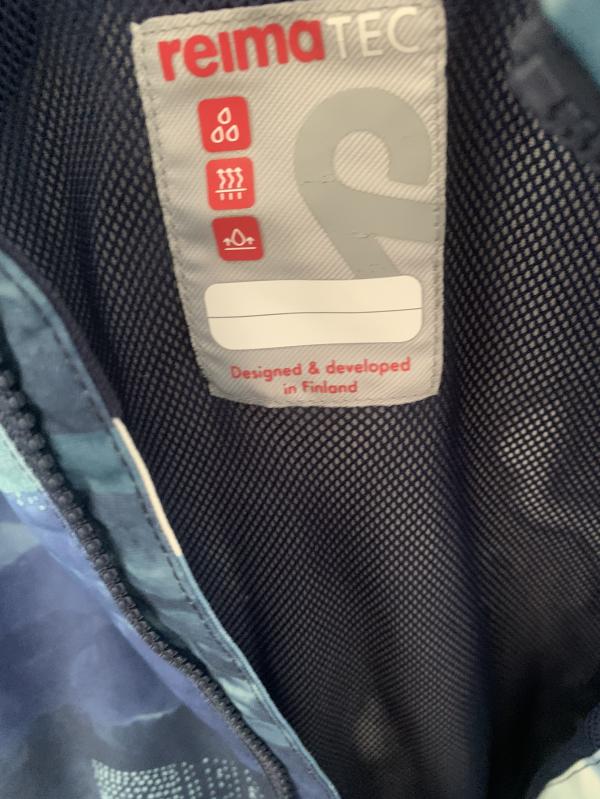 reimaTEC
Designed & developed
in Finland